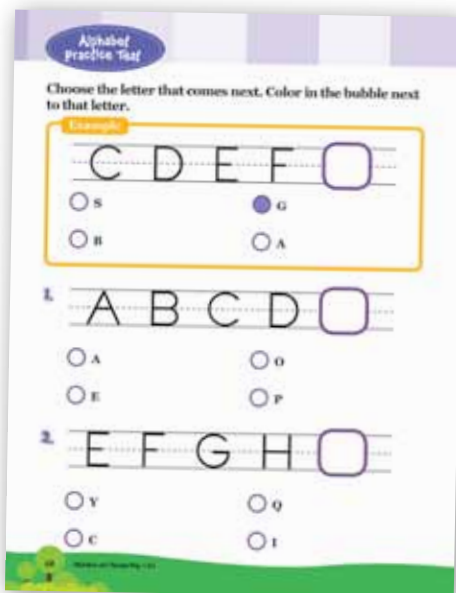 Alphabet
Practice Test
Choose the letter that comes next. Color in the bubble next
to that letter.
Example
C D E F
S G
B A
1. A B C D
A O
E P
2. E F G H
Y Q
C I